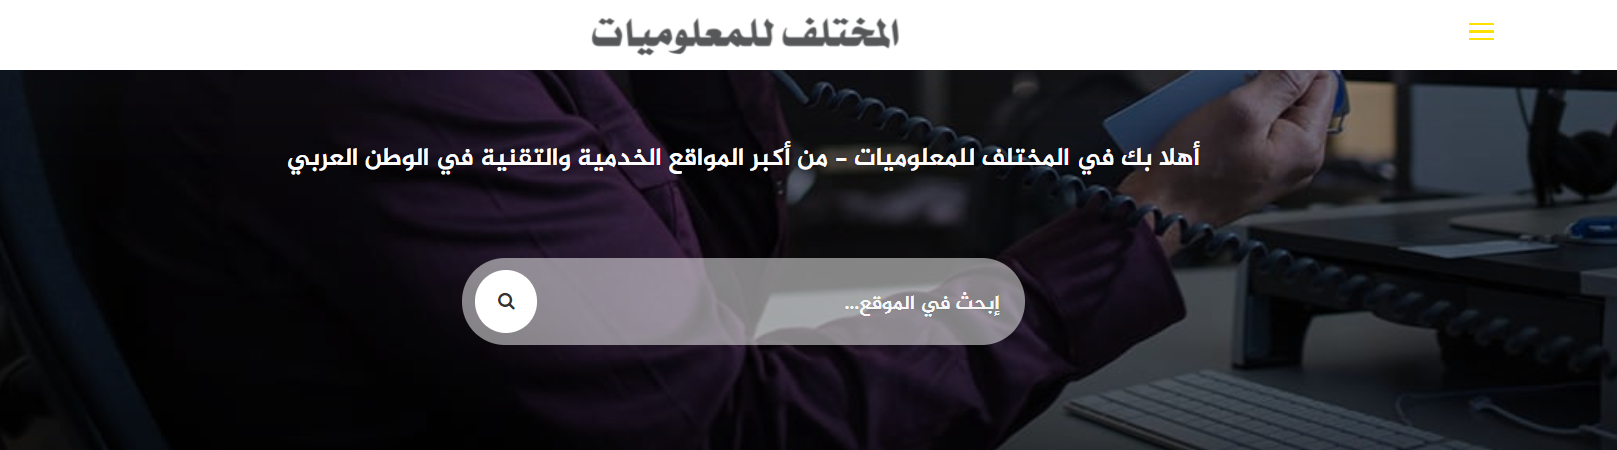 المختلف للمعلوميات
أهلا بك في المختلف للمعلوميات - من أكبر المواقع الخدمية والتقنية في الوطن العربي
إبحث في الموقع...